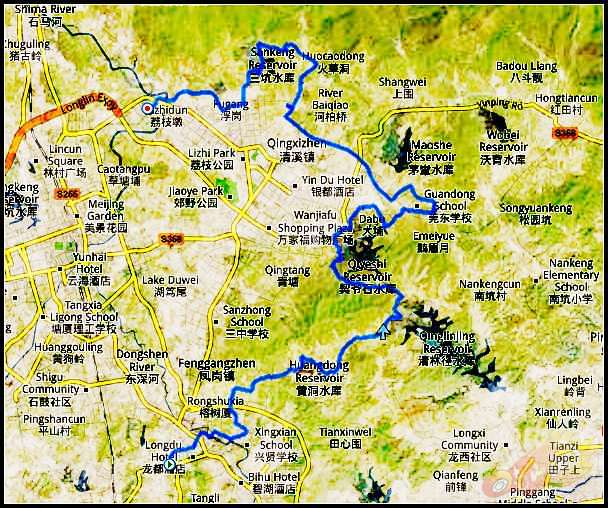 Shima River
石马河
Chuguling
猪古岭
Sankeng
Reservoir
三坑水库
Huocaodong
火草洞
Longlin Expy
Lizhidun
荔枝墩
Fugang
浮岗
River
Baiqiao
河柏桥
Shangwei
上围
Badou Liang
八斗靓
Xinping Rd
Hongtiancun
红田村
S358
Lincun
Square
林村广场
Lizhi Park
荔枝公园
Qingxizhen
清溪镇
Maoshe
Reservoir
茅輋水库
Reservoir
沃背水库
Caotangpu
草塘埔
Jiaoye Park
郊野公园
Yin Du Hotel
银都酒店
Guandong
School
羌东学校
Songyuankeng
松园坑
Reservoir
S255
Meijing
Garden
美景花园
Wanjiafu
Shopping Plaza
万家福购物广场
Emeiyue
鹅眉月
S358
Yunhai
Hotel
云海酒店
Lake Duwei
湖笃尾
Qingtang
青塘
Qiyeshi
Reservoir
契爷石水库
Nankengcun
南坑村
Nankeng
Elementary
School
南坑小学
Tangxia
Ligong School
塘厦理工学校
Sanzhong
School
三中学校
Huanggouling
黄狗岭
Dongshen
River
东深河
Fenggangzhen
凤岗镇
Huangdong
Reservoir
黄洞水库
Qinglinjing
Reservoir
清林径水库
Shigu
Community
石鼓社区
Rongshuxia
榕树厦
Lingbei
岭背
Pingshancun
平山村
Xianrenling
仙人岭
Longdu
Hotel
龙都酒店
Xingxian
School
兴贤学校
Tianxinwei
田心围
Longxi
Community
龙西社区
Tianzi
Upper
田子上
Bihu Hotel
碧湖酒店
Qianfeng
前锋
Tangli
Pinggang
Middle School